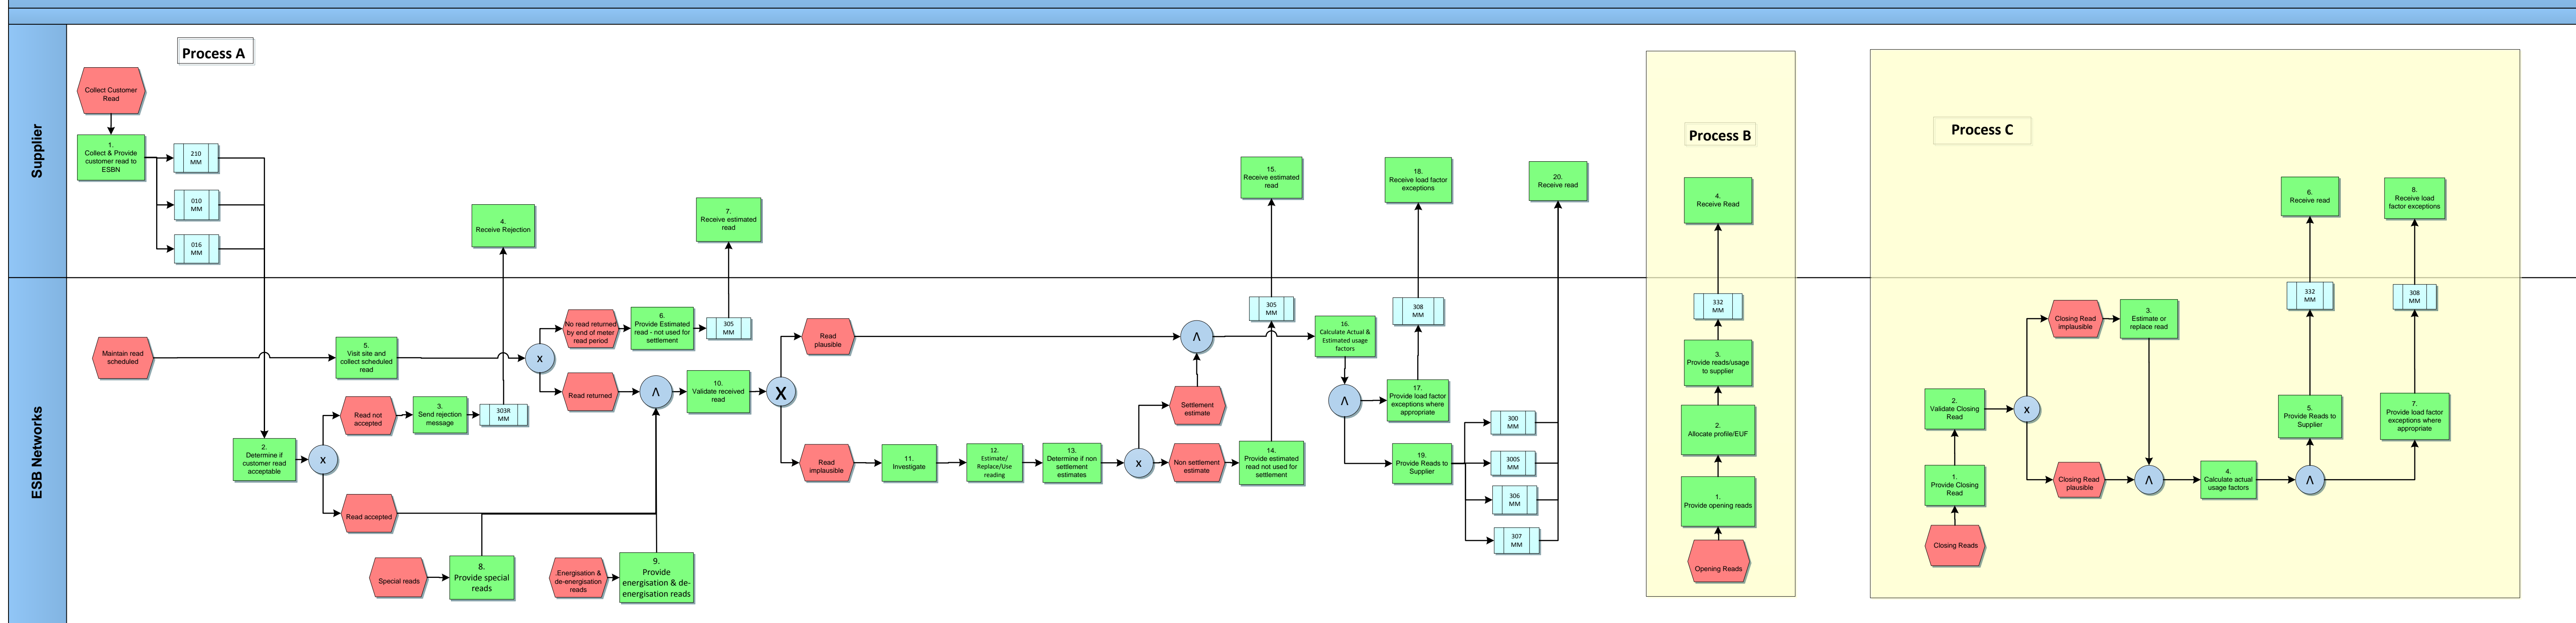 Supplier
ESB Networks
Process A
Collect Customer
Read
1.
Collect & Provide
customer read to
ESBN
210
MM
010
MM
016
MM
4.
Receive Rejection
7.
Receive estimated
read
15.
Receive estimated
read
18.
Receive load factor
exceptions
20.
Receive read
Maintain read
scheduled
5.
Visit site and
collect scheduled
read
x
No read returned
by end of meter
read period
6.
Provide Estimated
read - not used for
settlement
305
MM
Read returned
Λ
10.
Validate received
read
X
Read
plausible
Λ
305
MM
16.
Calculate Actual &
Estimated usage
factors
308
MM
Settlement
estimate
Λ
17.
Provide load factor
exceptions where
appropriate
2.
Determine if
customer read
acceptable
x
Read not
accepted
3.
Send rejection
message
303R
MM
Read accepted
Read
implausible
11.
Investigate
12.
Estimate/
Replace/Use
reading
13.
Determine if non
settlement
estimates
x
Non settlement
estimate
14.
Provide estimated
read not used for
settlement
19.
Provide Reads to
Supplier
300
MM
300S
MM
306
MM
307
MM
Special reads
8.
Provide special
reads
.Energisation &
de-energisation
reads
9.
Provide
energisation & de-
energisation reads
Process B
4.
Receive Read
332
MM
3.
Provide reads/usage
to supplier
2.
Allocate profile/EUF
1.
Provide opening reads
Opening Reads
Process C
6.
Receive read
8.
Receive load
factor exceptions
332
MM
308
MM
Closing Read
implausible
3.
Estimate or
replace read
2.
Validate Closing
Read
x
5.
Provide Reads to
Supplier
7.
Provide load factor
exceptions where
appropriate
1.
Provide Closing
Read
Closing Read
plausible
Λ
4.
Calculate actual
usage factors
Λ
Closing Reads